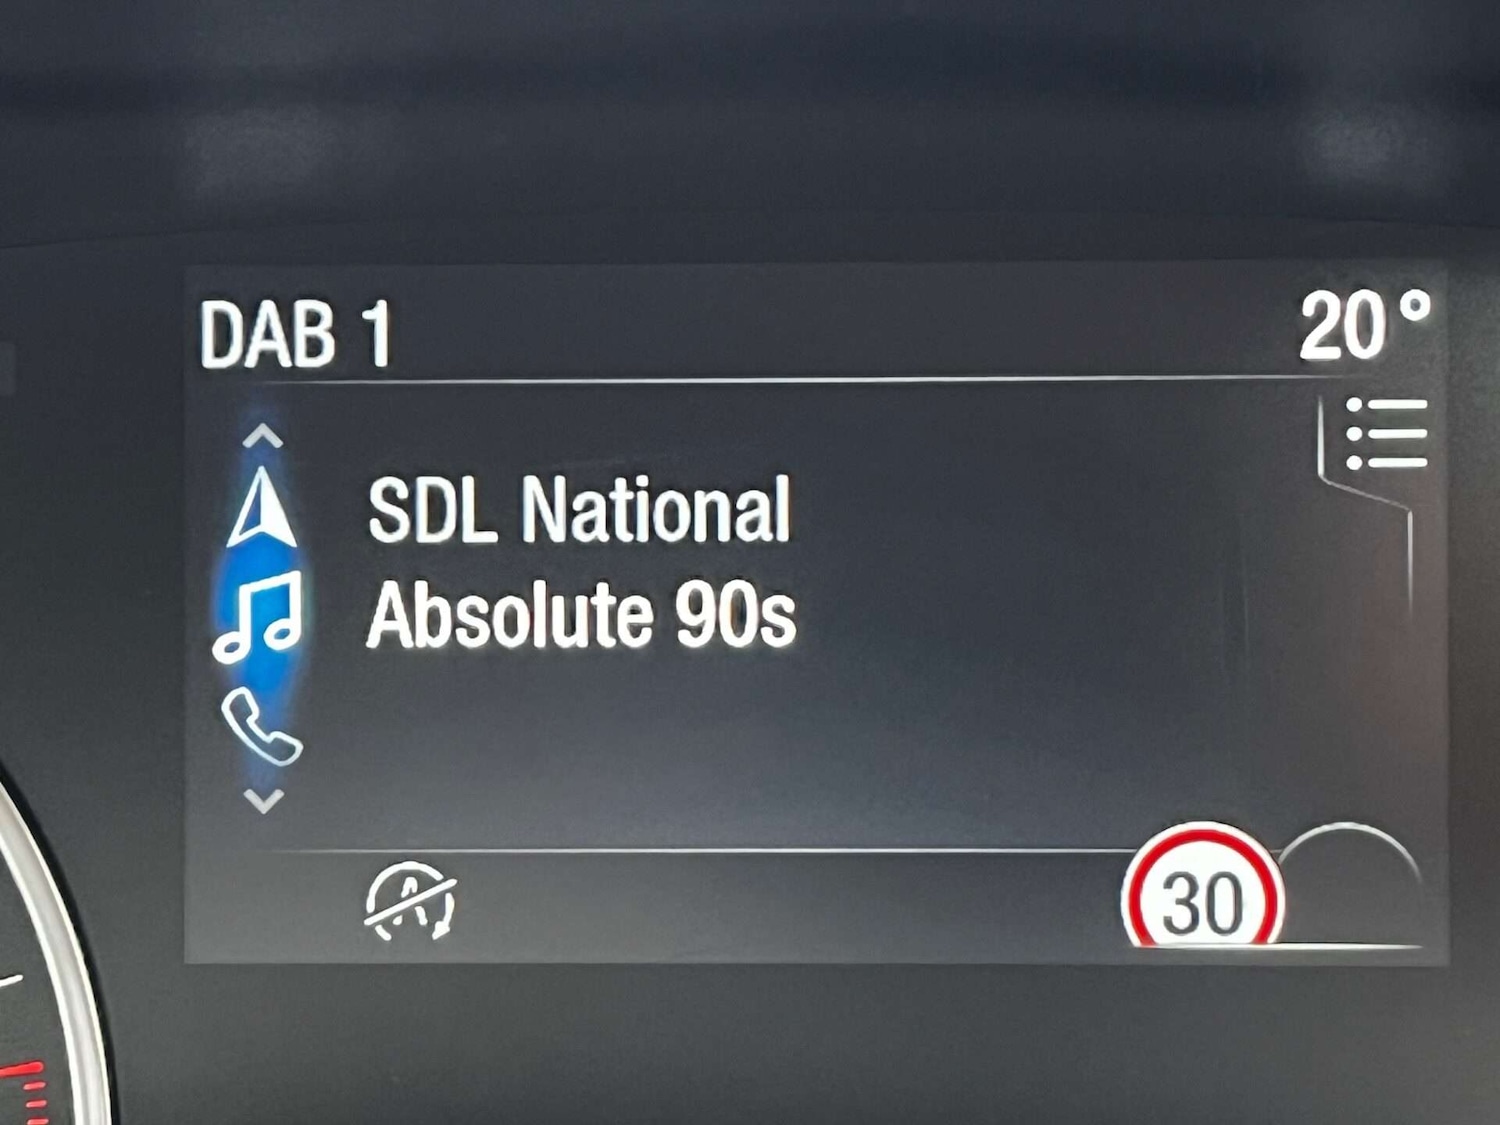 DAB 1
20°
SDL National
Absolute 90s
A
30